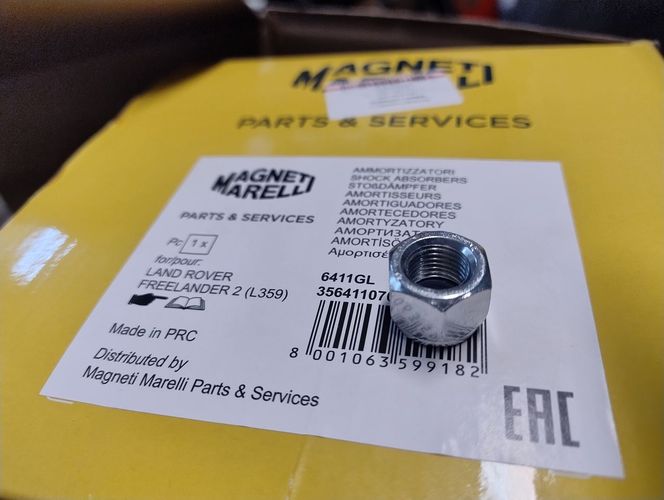 MAGNETI MARELLI
PARTS & SERVICES
MAGNETI
MARELLI
PARTS & SERVICES
Pc 1 x
for/pour:
LAND ROVER
FREELANDER 2 (L359)
Made in PRC
Distributed by
Magneti Marelli Parts & Services
AMMORTIZZATORI
SHOCK ABSORBERS
STOßDÄMPFER
AMORTISSEURS
AMORTIGUADORES
AMORTECEDORES
AMORTYZATORY
6411GL
8 001063 599182
EAC